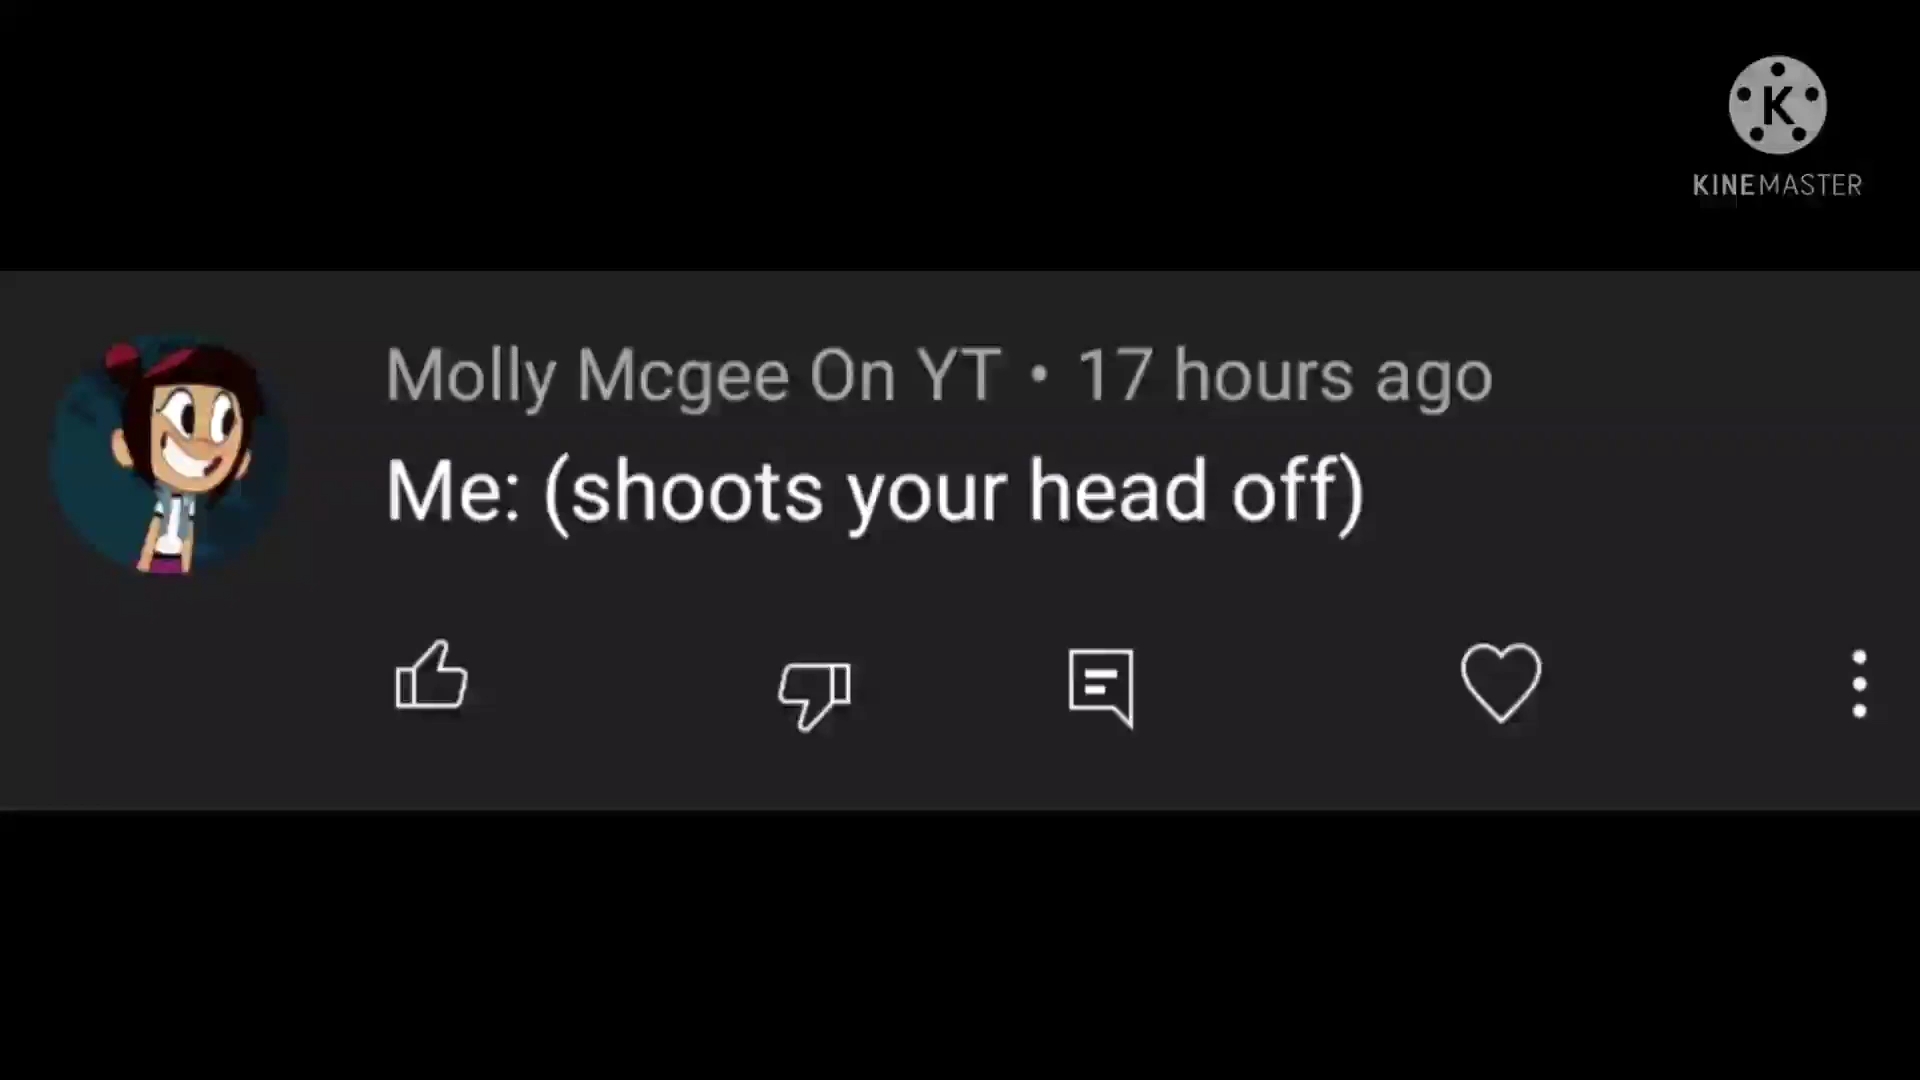 K
KINEMASTER
Molly Mcgee On YT • 17 hours ago
Me: (shoots your head off)